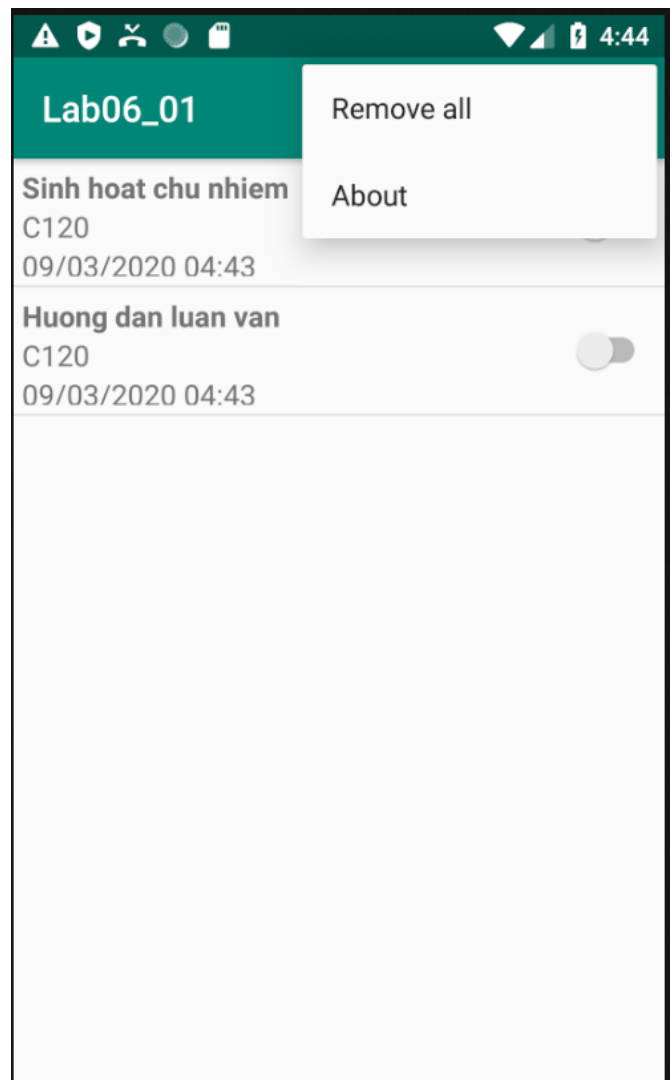 4:44
Lab06_01
Remove all
About
Sinh hoat chu nhiem
C120
09/03/2020 04:43
Huong dan luan van
C120
09/03/2020 04:43